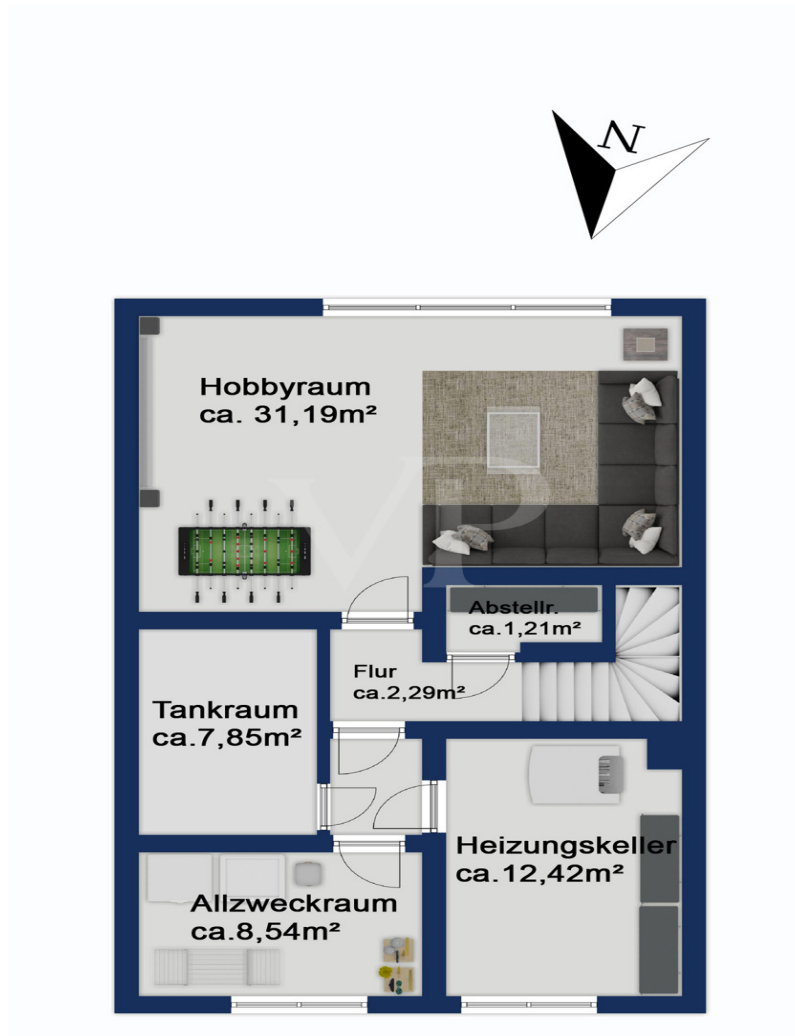 N
Hobbyraum
ca. 31,19m²
Abstellr.
ca.1,21m²
Flur
ca.2,29m²
Tankraum
ca.7,85m²
Heizungskeller
ca.12,42m²
Allzweckraum
ca.8,54m²
VP